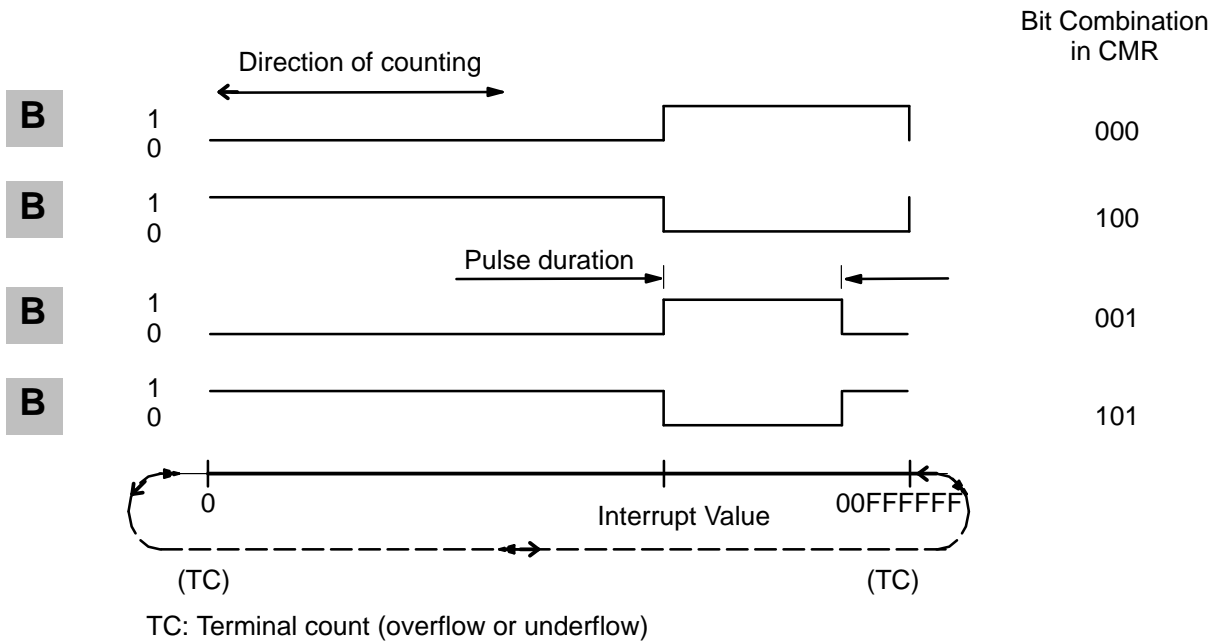 Bit Combination
in CMR
Direction of counting
B
1
0
000
B
1
0
100
Pulse duration
B
1
0
001
B
1
0
101
0
Interrupt Value
00FFFFFF
(TC)
(TC)
TC: Terminal count (overflow or underflow)